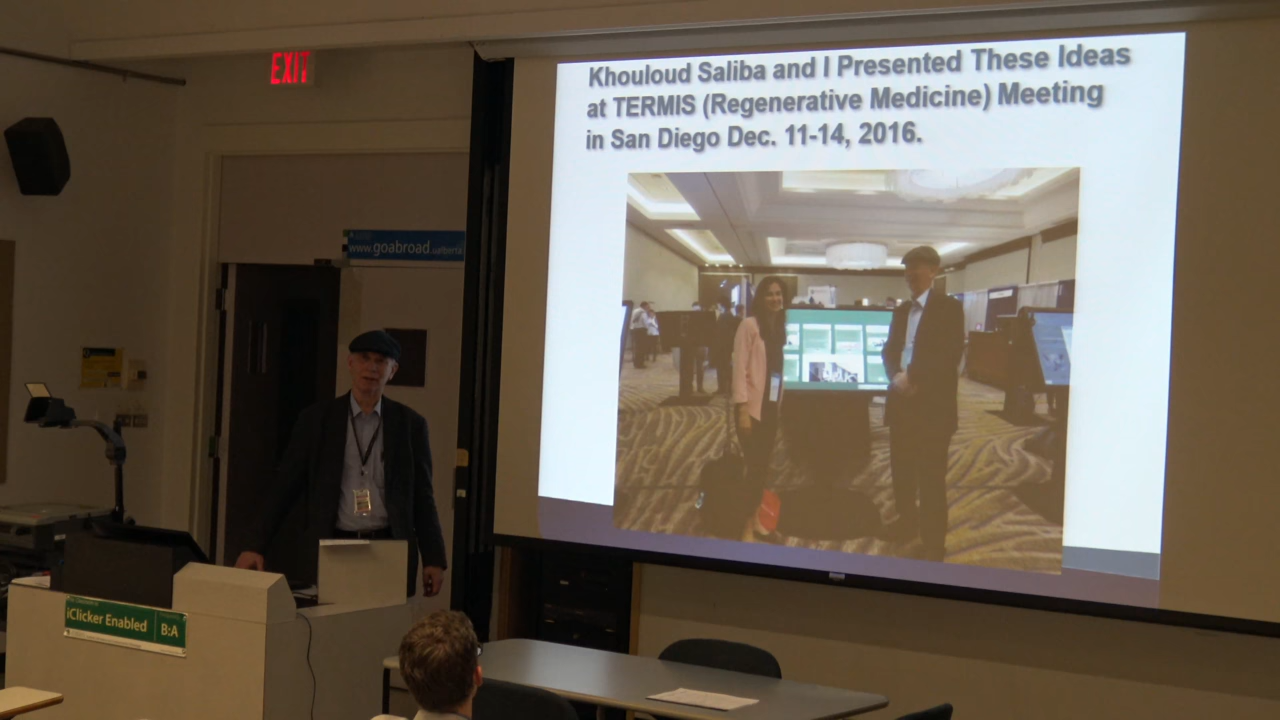 EXIT
Khouloud Saliba and I Presented These Ideas
at TERMIS (Regenerative Medicine) Meeting
in San Diego Dec. 11-14, 2016.
www.goabroad.ualberta
iClicker Enabled
B:A